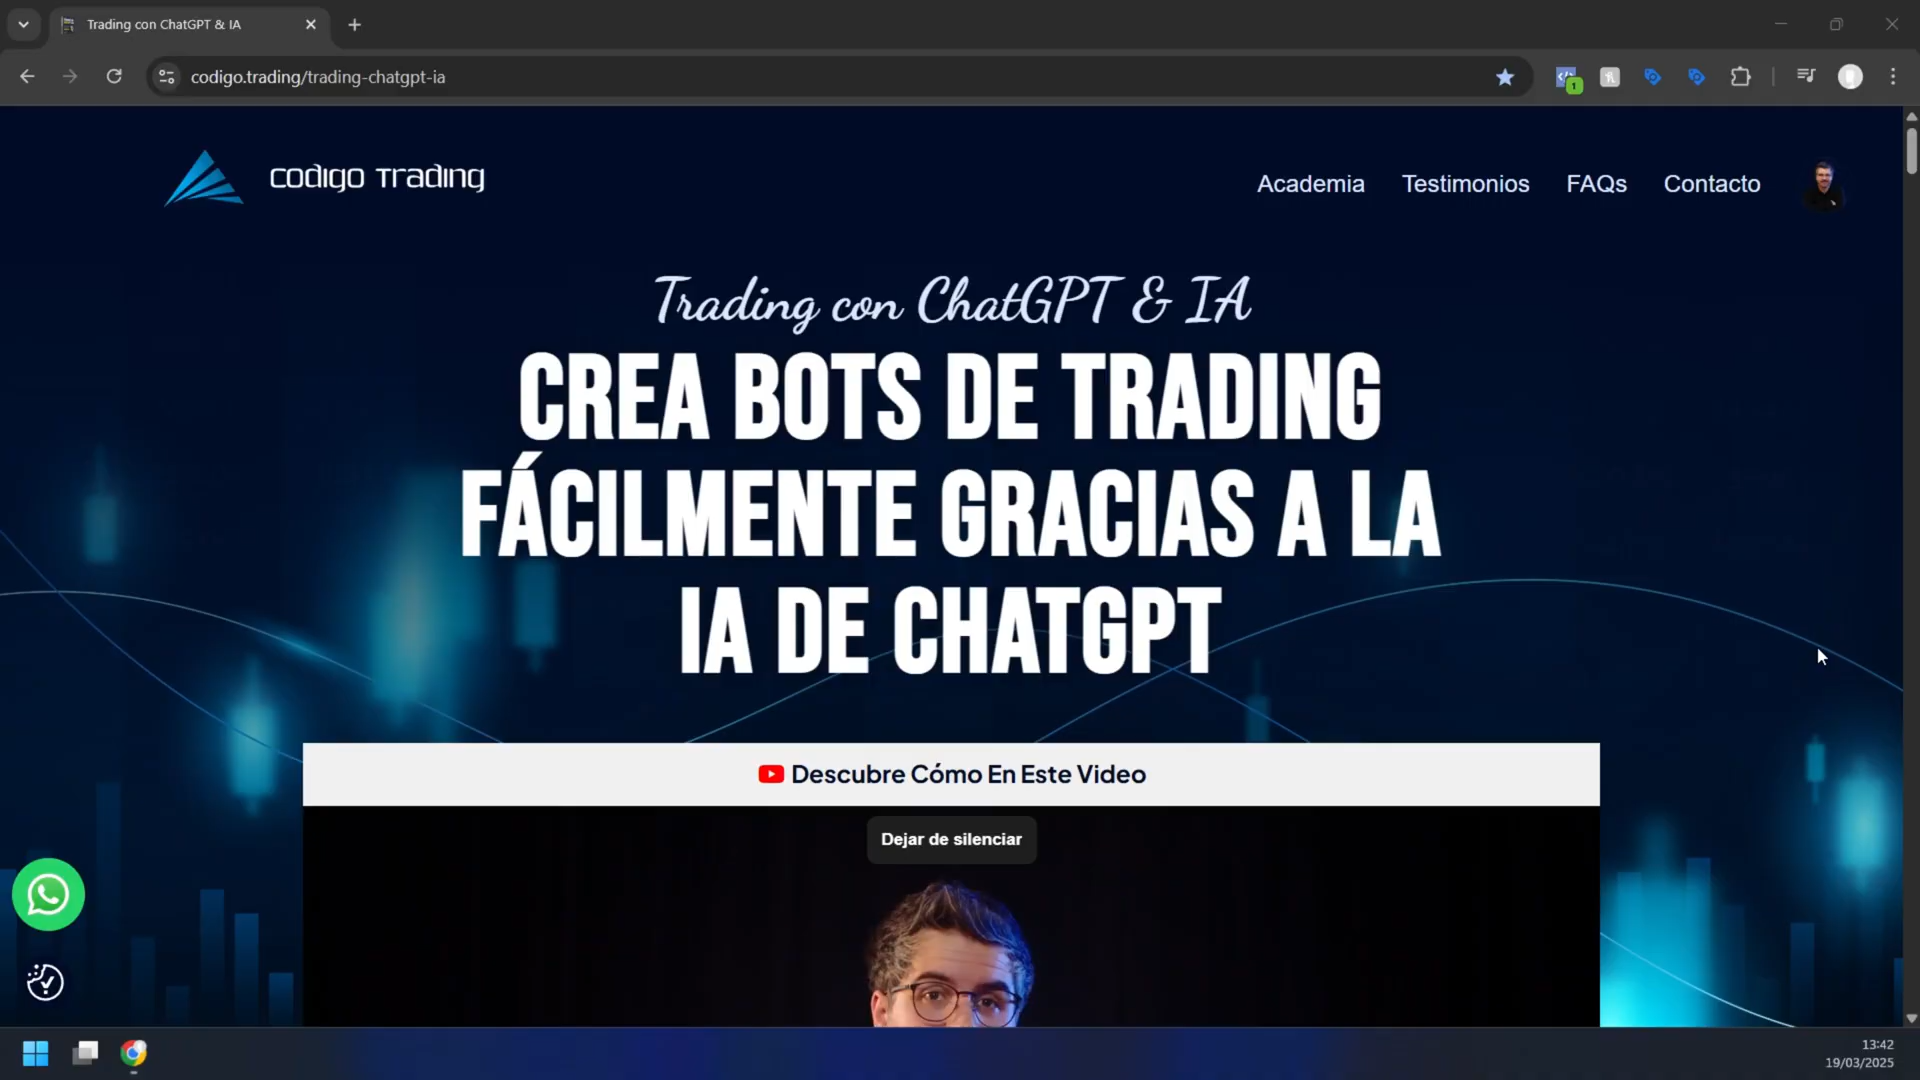 Trading con ChatGPT & IA
codigo.trading/trading-chatgpt-ia
1
codigo trading
Academia
Testimonios
FAQs
Contacto
Trading con ChatGPT & IA
CREA BOTS DE TRADING
FÁCILMENTE GRACIAS A LA
IA DE CHATGPT
Descubre Cómo En Este Video
Dejar de silenciar
13:42
19/03/2025